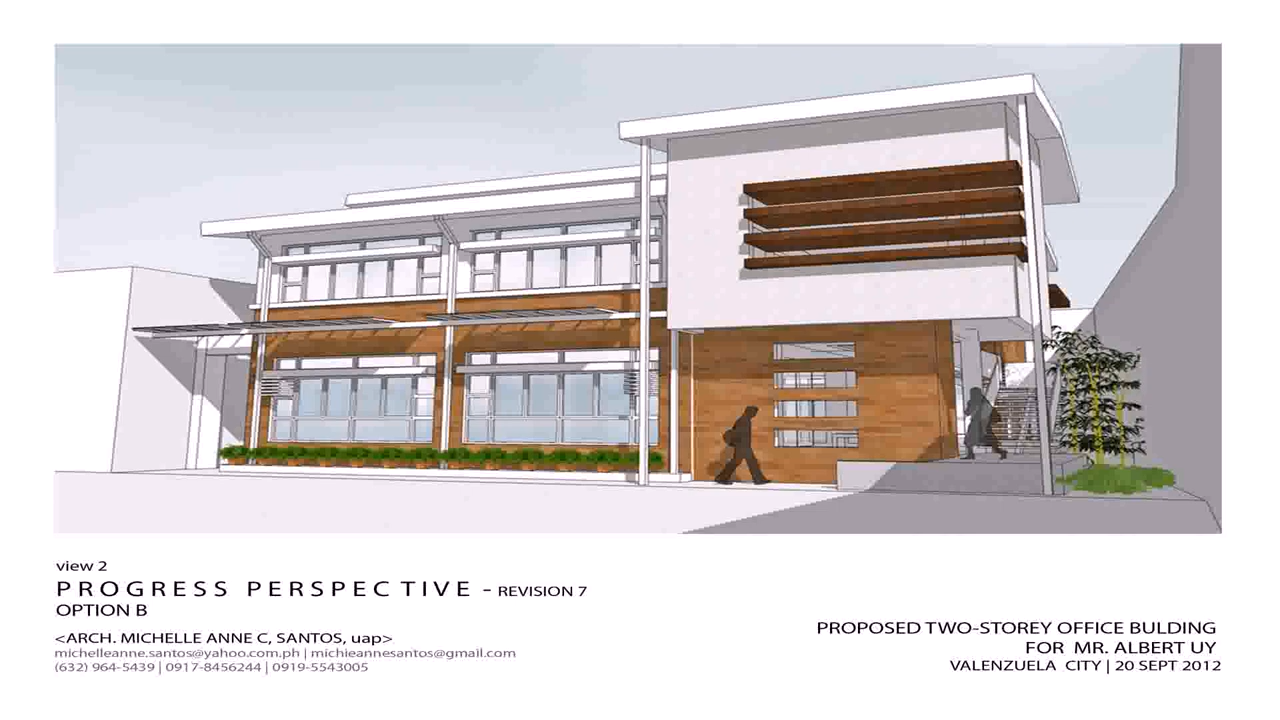 view 2
PROGRESS PERSPECTIVE - REVISION 7
OPTION B
<ARCH. MICHELLE ANNE C, SANTOS, uap>
michelleanne.santos@yahoo.com.ph | michieannesantos@gmail.com
(632) 964-5439 | 0917-8456244 | 0919-5543005
PROPOSED TWO-STOREY OFFICE BULDING
FOR MR. ALBERT UY
VALENZUELA CITY | 20 SEPT 2012